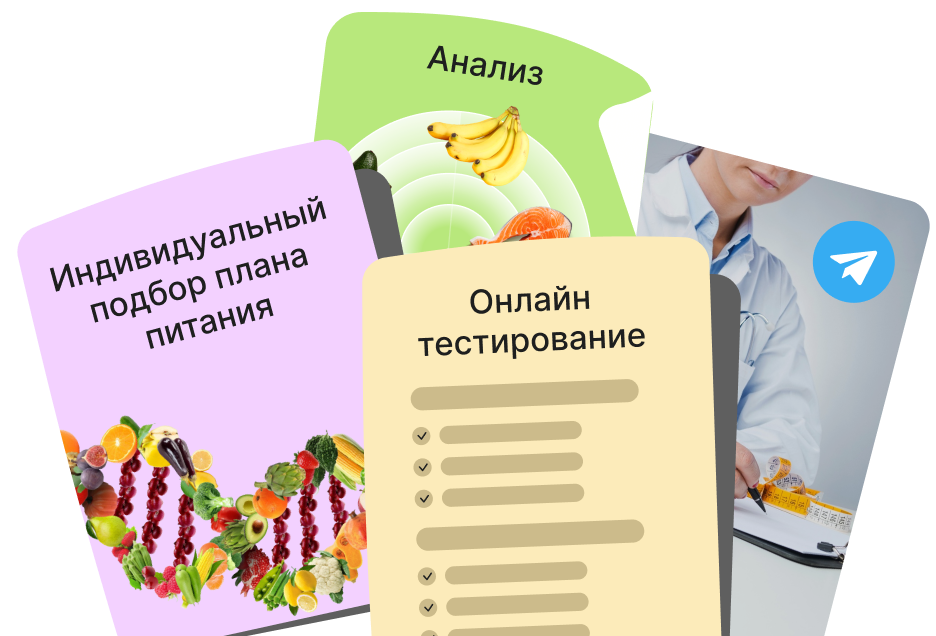 Анализ
Индивидуальный
подбор плана
питания
Онлайн
тестирование